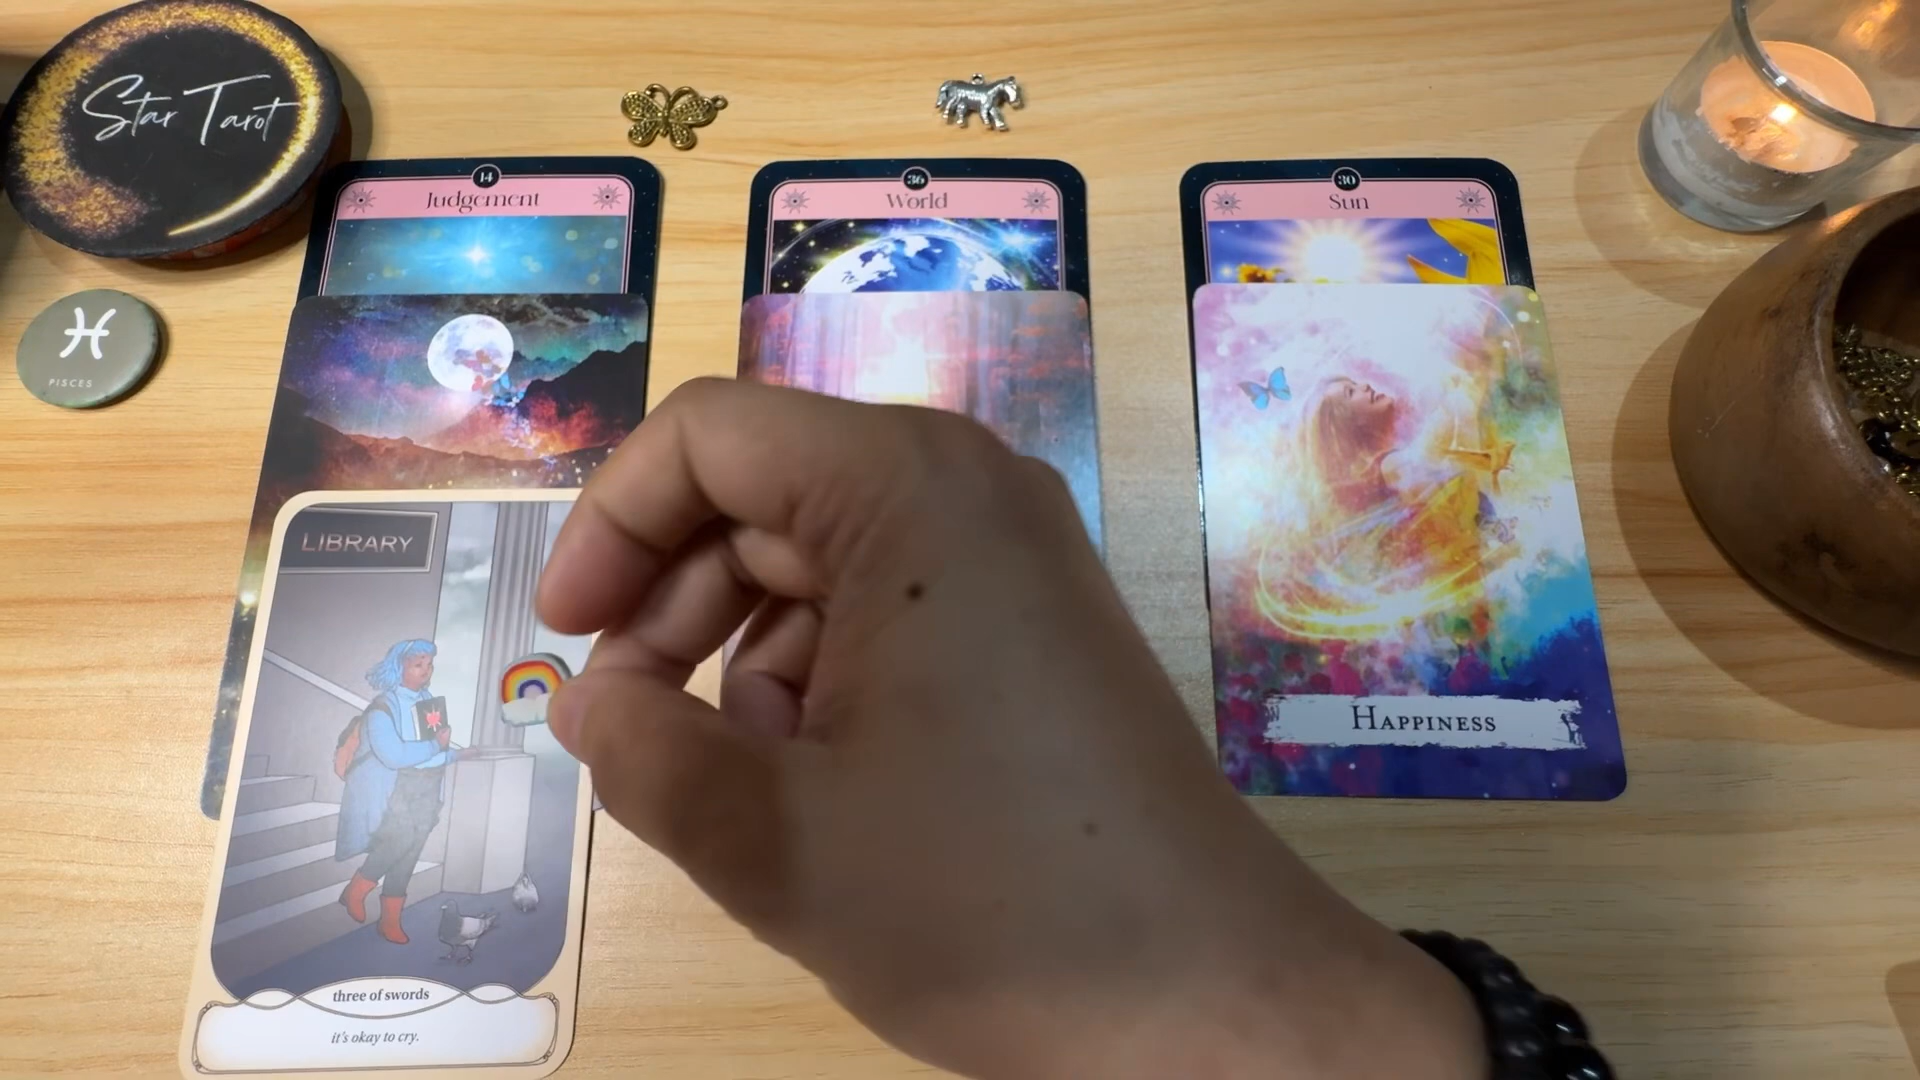 Star Tarot
PISCES
14
Judgement
36
World
30
Sun
LIBRARY
HAPPINESS
three of swords
it's okay to cry.